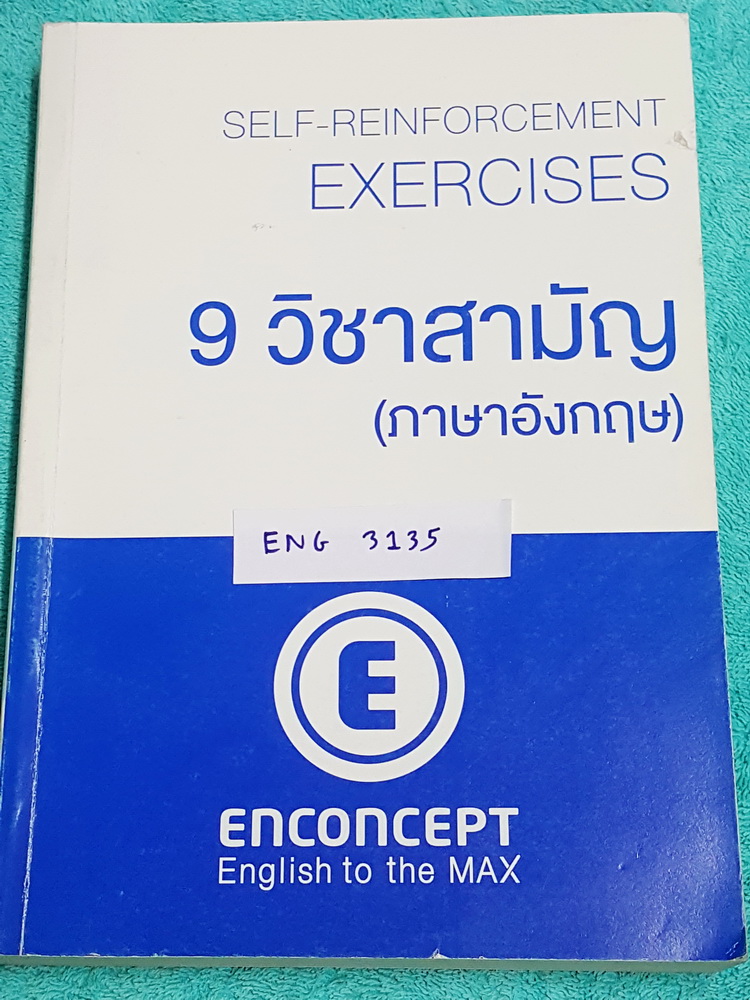 SELF-REINFORCEMENT
EXERCISES
9 วิชาสามัญ
(ภาษาอังกฤษ)
ENG 3135
E
ENCONCEPT
English to the MAX